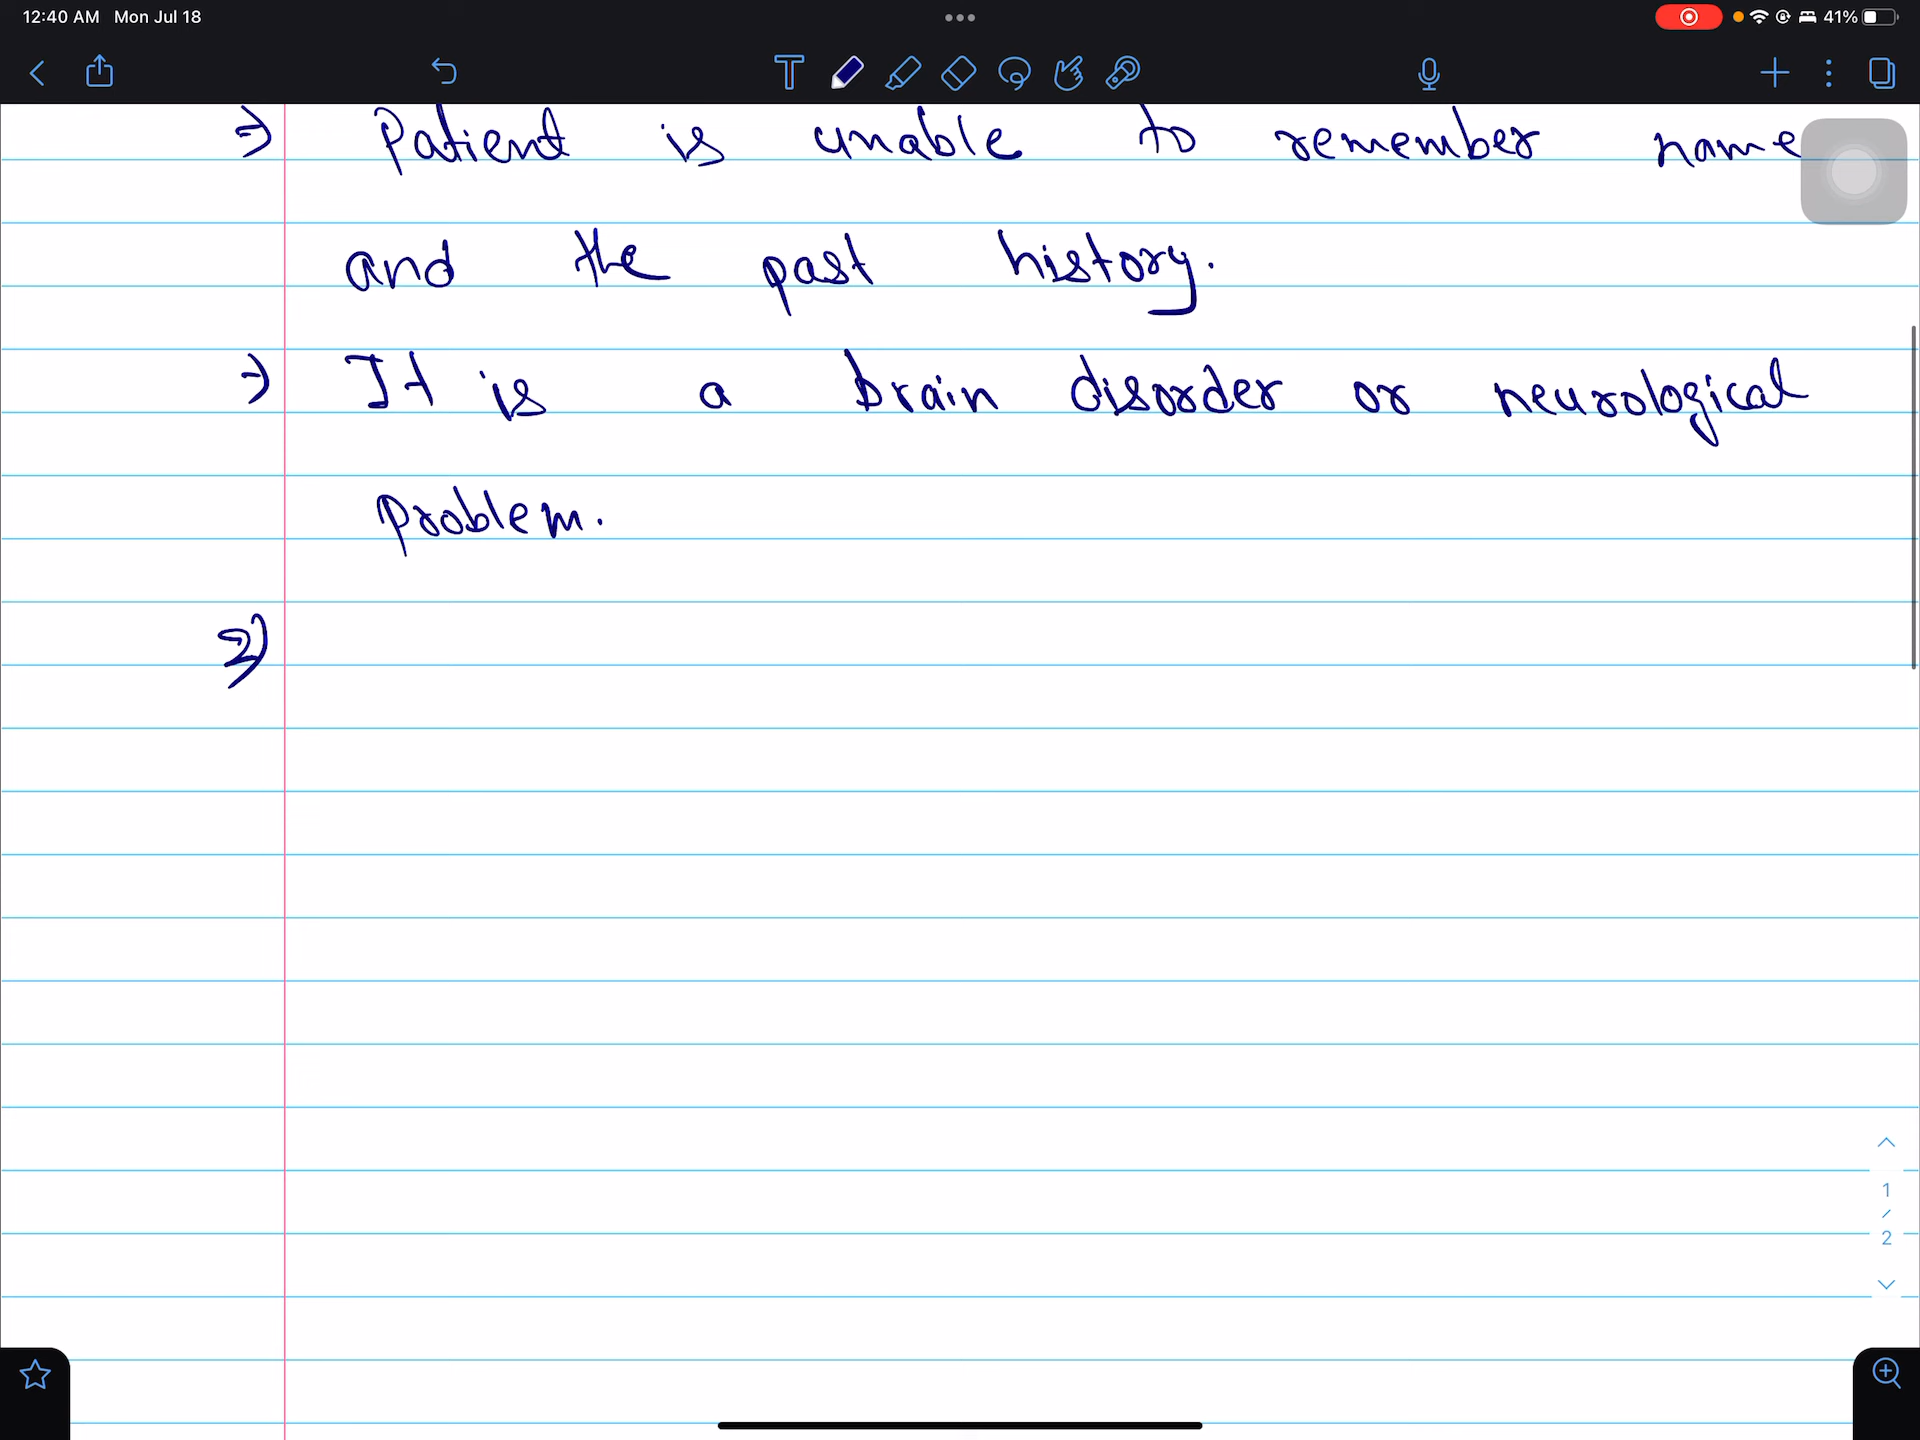 12:40 AM Mon Jul 18 41%
⇒ Patient is unable to remember name
and the past history.
⇒ It is a brain disorder or neurological
problem.
2)
1
/
2